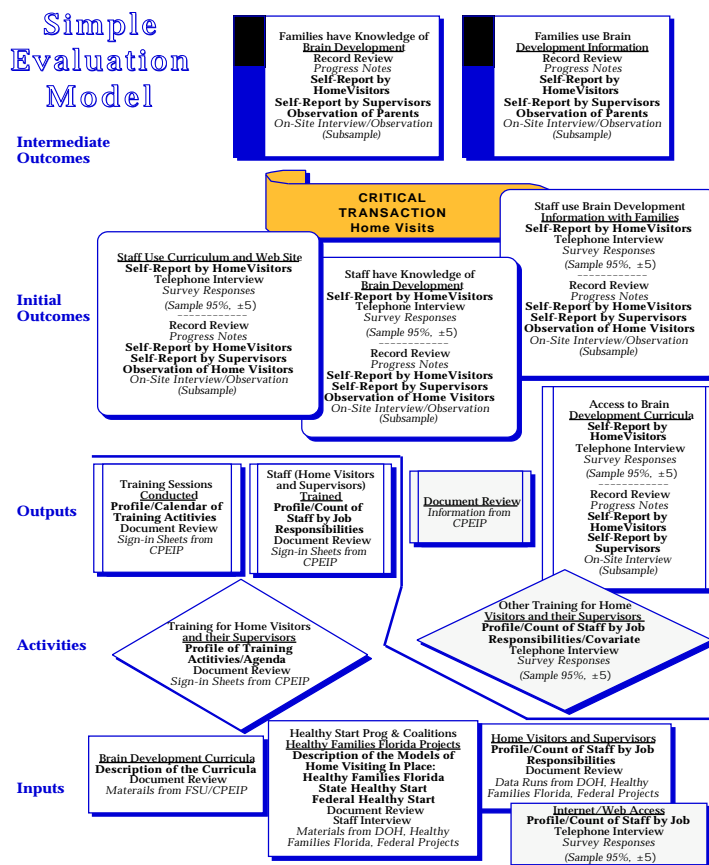 Simple
Evaluation
Model
Families have Knowledge of
Brain Development
Record Review
Progress Notes
Self-Report by
HomeVisitors
Self-Report by Supervisors
Observation of Parents
On-Site Interview/Observation
(Subsample)
Families use Brain
Development Information
Record Review
Progress Notes
Self-Report by
HomeVisitors
Self-Report by Supervisors
Observation of Parents
On-Site Interview/Observation
(Subsample)
Intermediate
Outcomes
CRITICAL
TRANSACTION
Home Visits
Initial
Outcomes
Staff Use Curriculum and Web Site
Self-Report by HomeVisitors
Telephone Interview
Survey Responses
(Sample 95%, ±5)
------------
Record Review
Progress Notes
Self-Report by HomeVisitors
Self-Report by Supervisors
Observation of Home Visitors
On-Site Interview/Observation
(Subsample)
Staff have Knowledge of
Brain Development
Self-Report by HomeVisitors
Telephone Interview
Survey Responses
(Sample 95%, ±5)
------------
Record Review
Progress Notes
Self-Report by HomeVisitors
Self-Report by Supervisors
Observation of Home Visitors
On-Site Interview/Observation
(Subsample)
Staff use Brain Development
Information with Families
Self-Report by HomeVisitors
Telephone Interview
Survey Responses
(Sample 95%, ±5)
------------
Record Review
Progress Notes
Self-Report by HomeVisitors
Self-Report by Supervisors
Observation of Home Visitors
On-Site Interview/Observation
(Subsample)
Outputs
Training Sessions
Conducted
Profile/Calendar of
Training Actitivies
Document Review
Sign-in Sheets from
CPEIP
Staff (Home Visitors
and Supervisors)
Trained
Profile/Count of
Staff by Job
Responsibilities
Document Review
Sign-in Sheets from
CPEIP
Document Review
Information from
CPEIP
Access to Brain
Development Curricula
Self-Report by
HomeVisitors
Telephone Interview
Survey Responses
(Sample 95%, ±5)
------------
Record Review
Progress Notes
Self-Report by
HomeVisitors
Self-Report by
Supervisors
On-Site Interview
(Subsample)
Activities
Training for Home Visitors
and their Supervisors
Profile of Training
Actitivies/Agenda
Document Review
Sign-in Sheets from CPEIP
Other Training for Home
Visitors and their Supervisors
Profile/Count of Staff by Job
Responsibilities/Covariate
Telephone Interview
Survey Responses
(Sample 95%, ±5)
Inputs
Brain Development Curricula
Description of the Curricula
Document Review
Materails from FSU/CPEIP
Healthy Start Prog & Coalitions
Healthy Families Florida Projects
Description of the Models of
Home Visiting In Place:
Healthy Families Florida
State Healthy Start
Federal Healthy Start
Document Review
Staff Interview
Materials from DOH, Healthy
Families Florida, Federal Projects
Home Visitors and Supervisors
Profile/Count of Staff by Job
Responsibilities
Document Review
Data Runs from DOH, Healthy
Families Florida, Federal Projects
Internet/Web Access
Profile/Count of Staff by Job
Telephone Interview
Survey Responses
(Sample 95%, ±5)